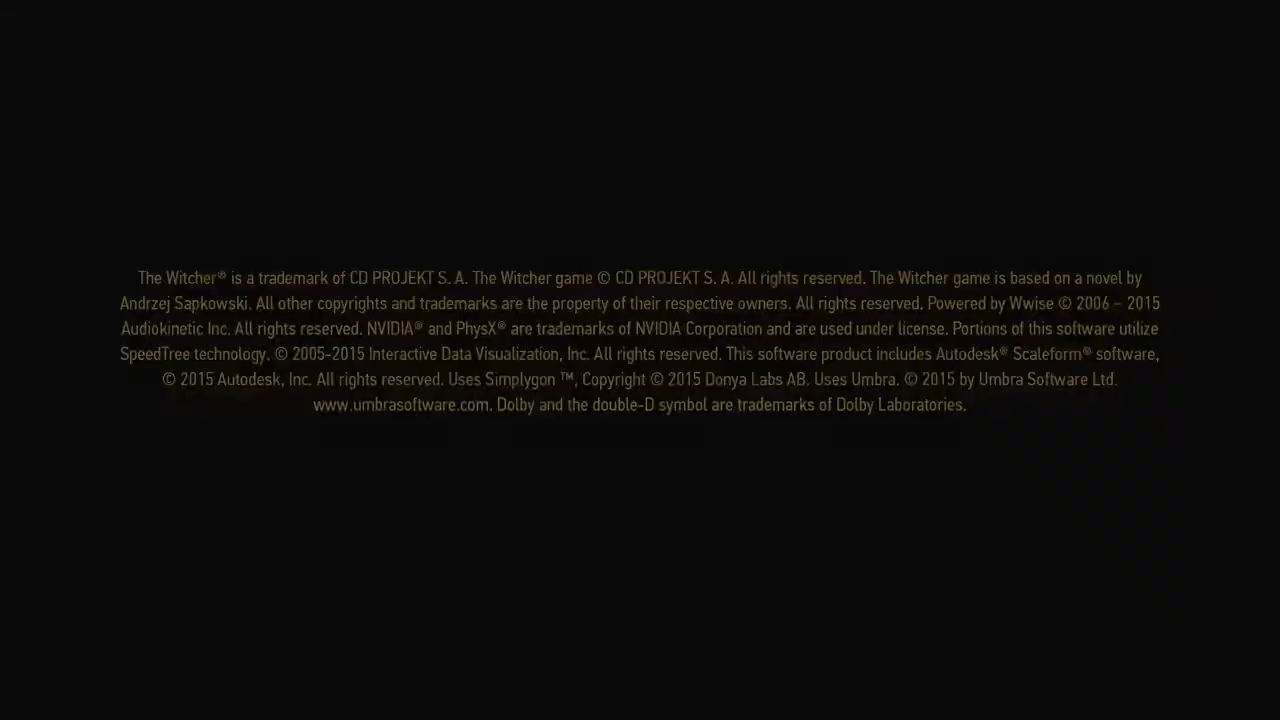 The Witcher® is a trademark of CD PROJEKT S. A. The Witcher game © CD PROJEKT S. A. All rights reserved. The Witcher game is based on a novel by
Andrzej Sapkowski. All other copyrights and trademarks are the property of their respective owners. All rights reserved. Powered by Wwise © 2006 – 2015
Audiokinetic Inc. All rights reserved. NVIDIA® and PhysX® are trademarks of NVIDIA Corporation and are used under license. Portions of this software utilize
SpeedTree technology. © 2005-2015 Interactive Data Visualization, Inc. All rights reserved. This software product includes Autodesk® Scaleform® software,
© 2015 Autodesk, Inc. All rights reserved. Uses Simplygon ™, Copyright © 2015 Donya Labs AB. Uses Umbra. © 2015 by Umbra Software Ltd.
www.umbrasoftware.com. Dolby and the double-D symbol are trademarks of Dolby Laboratories.